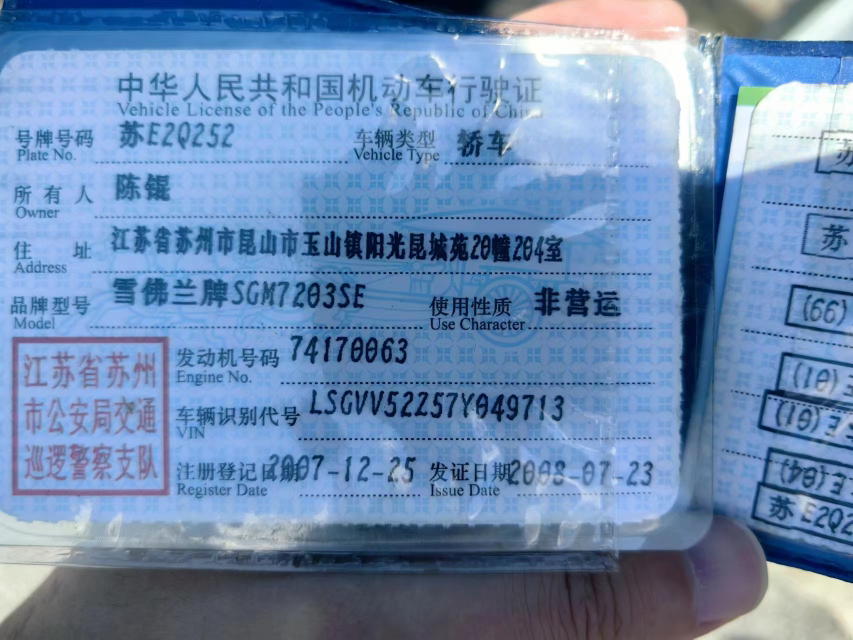 中华人民共和国机动车行驶证
Vehicle License of the People's Republic of China
号牌号码 苏E2Q252 车辆类型 轿车
Plate No. Vehicle Type
所有人 陈锟
Owner
住址 江苏省苏州市昆山市玉山镇阳光昆城苑20幢204室
Address
品牌型号 雪佛兰牌SGM7203SE 使用性质 非营运
Model Use Character
江苏省苏州
市公安局交通
巡逻警察支队
发动机号码 74170063
Engine No.
车辆识别代号 LSGVV52257Y049713
VIN
注册登记日期 2007-12-25 发证日期 2008-07-23
Register Date Issue Date
苏
苏
(66)
(10)
(10)
(04)
苏E2Q2